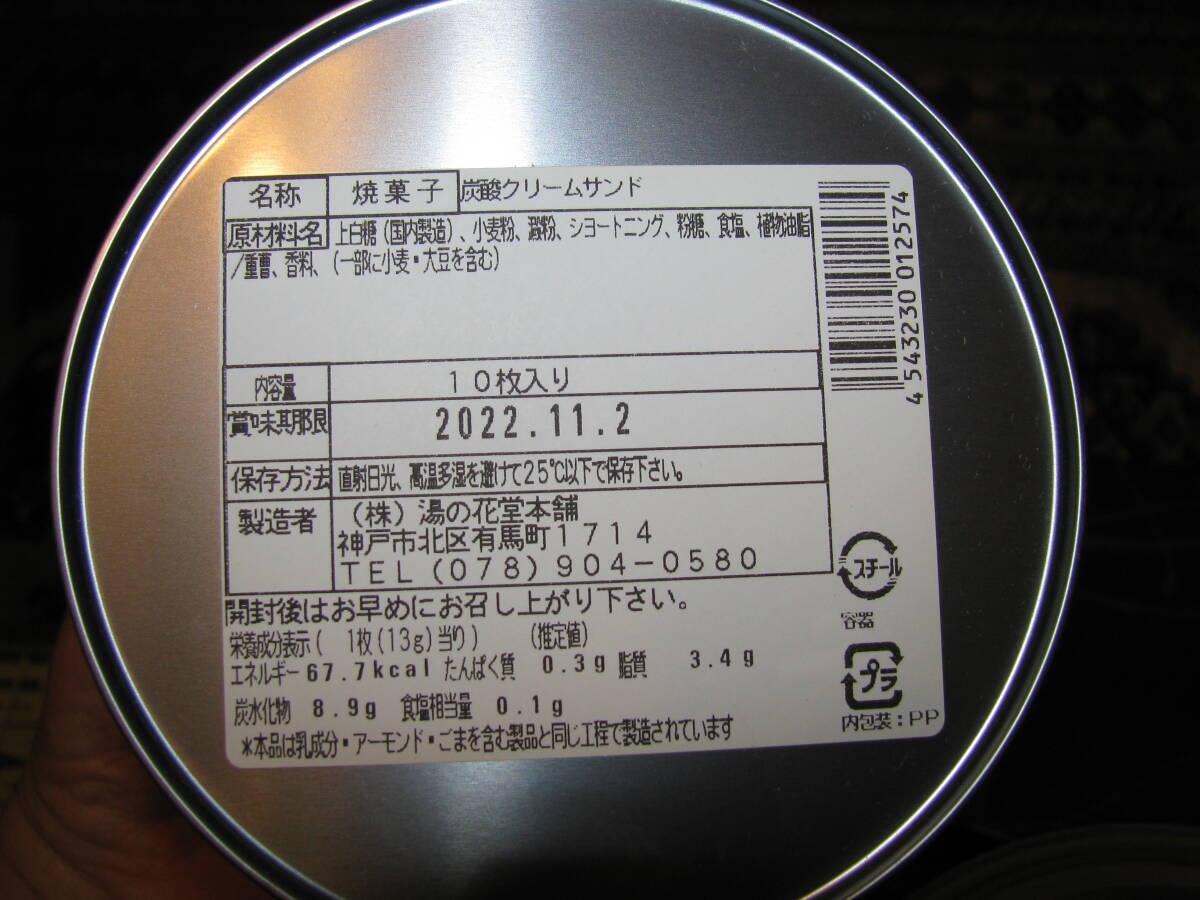 名称 焼菓子 炭酸クリームサンド
原材料名 上白糖（国内製造）、小麦粉、澱粉、ショートニング、粉糖、食塩、植物油脂
/重曹、香料、（一部に小麦・大豆を含む）
内容量 １０枚入り
賞味期限 2022.11.2
保存方法 直射日光、高温多湿を避けて２５℃以下で保存下さい。
製造者 （株）湯の花堂本舗
神戸市北区有馬町１７１４
ＴＥＬ（０７８）９０４－０５８０
開封後はお早めにお召し上がり下さい。
栄養成分表示（ 1枚(13g)当り） （推定値）
エネルギー 67.7kcal たんぱく質 0.3g 脂質 3.4g
炭水化物 8.9g 食塩相当量 0.1g
*本品は乳成分・アーモンド・ごまを含む製品と同じ工程で製造されています
4 543230 012574
スチール
容器
プラ
内包装：PP